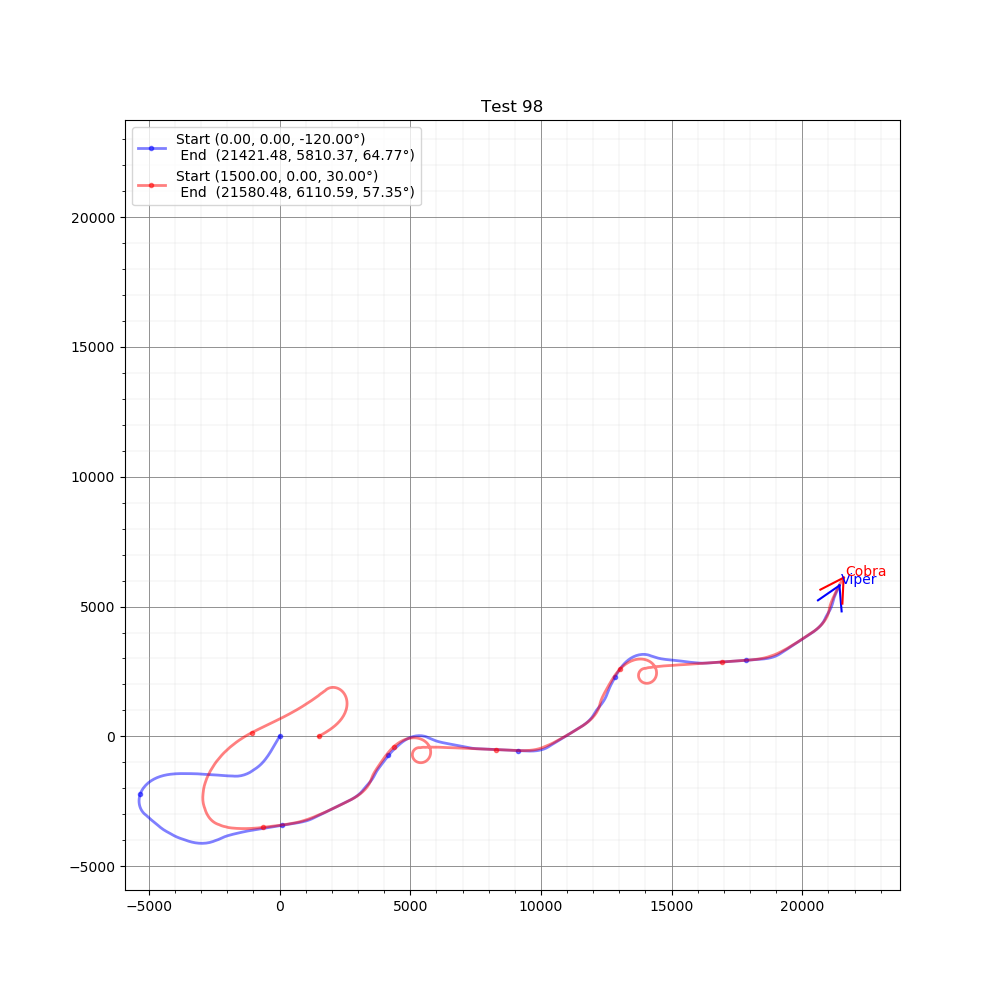 Test 98
Start (0.00, 0.00, -120.00°)
End (21421.48, 5810.37, 64.77°)
Start (1500.00, 0.00, 30.00°)
End (21580.48, 6110.59, 57.35°)
20000
15000
10000
5000
0
−5000
Cobra
Viper
−5000
0
5000
10000
15000
20000